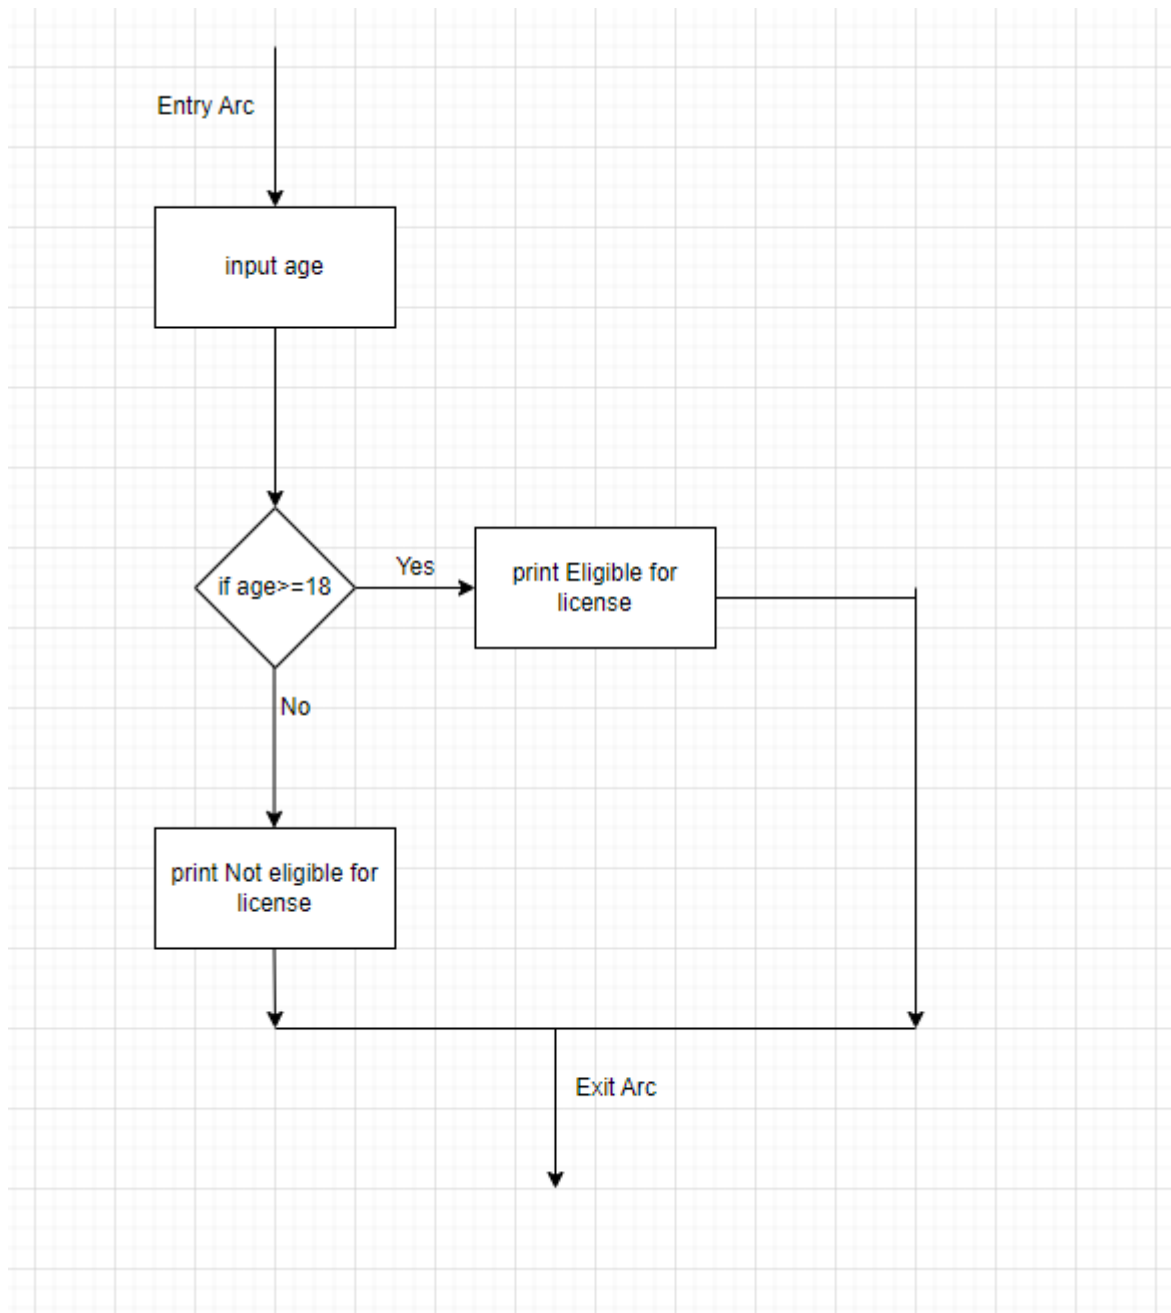 Entry Arc
input age
if age>=18
Yes
print Eligible for
license
No
print Not eligible for
license
Exit Arc